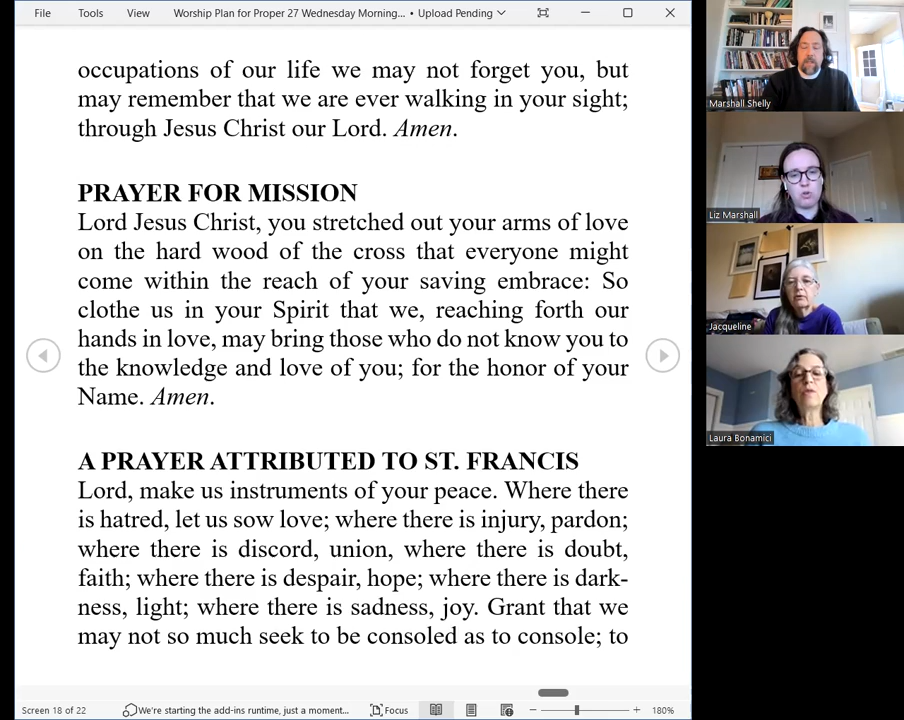 File Tools View Worship Plan for Proper 27 Wednesday Morning... • Upload Pending
occupations of our life we may not forget you, but
may remember that we are ever walking in your sight;
through Jesus Christ our Lord. Amen.
PRAYER FOR MISSION
Lord Jesus Christ, you stretched out your arms of love
on the hard wood of the cross that everyone might
come within the reach of your saving embrace: So
clothe us in your Spirit that we, reaching forth our
hands in love, may bring those who do not know you to
the knowledge and love of you; for the honor of your
Name. Amen.
A PRAYER ATTRIBUTED TO ST. FRANCIS
Lord, make us instruments of your peace. Where there
is hatred, let us sow love; where there is injury, pardon;
where there is discord, union, where there is doubt,
faith; where there is despair, hope; where there is dark-
ness, light; where there is sadness, joy. Grant that we
may not so much seek to be consoled as to console; to
Screen 18 of 22 We're starting the add-ins runtime, just a moment... Focus 180%
Marshall Shelly
Liz Marshall
Jacqueline
Laura Bonamici